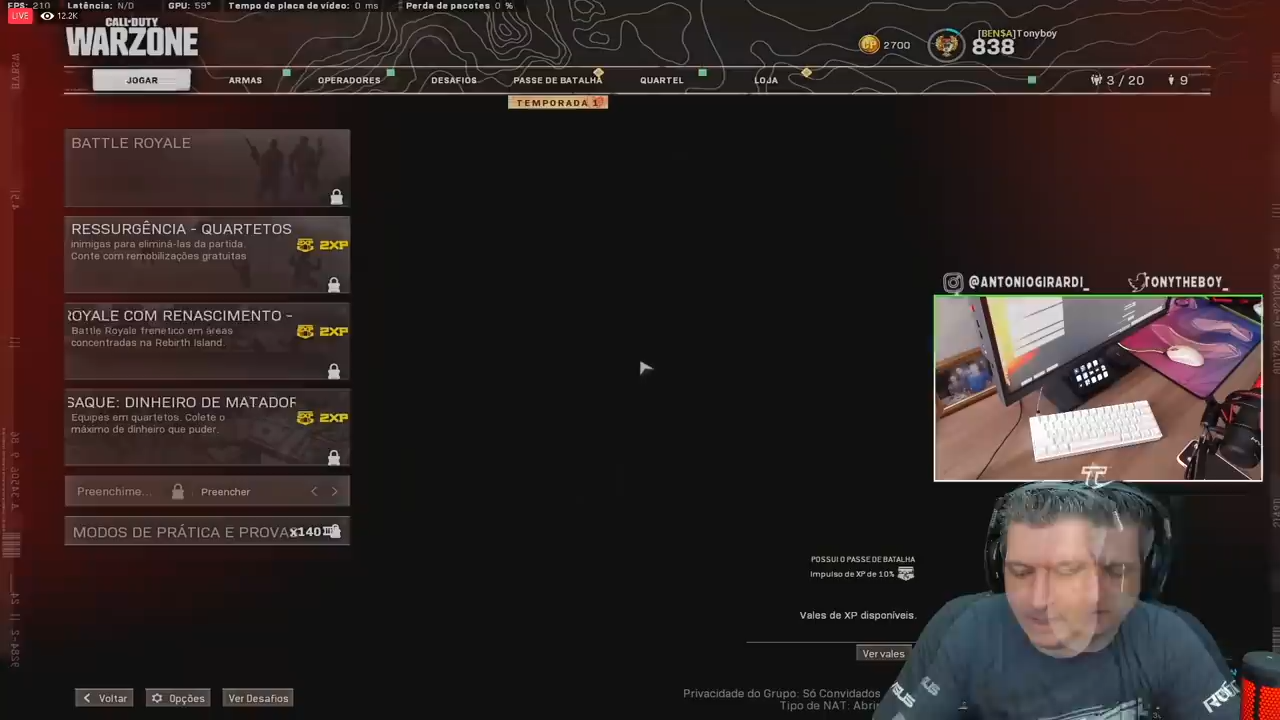 FPS: 210 Latência: N/D GPU: 59° Tempo de placa de vídeo: 0 ms Perda de pacotes 0 %
LIVE 12.2K
CALL OF DUTY
WARZONE
2700
[BEN$A]Tonyboy
838
JOGAR ARMAS OPERADORES DESAFIOS PASSE DE BATALHA QUARTEL LOJA 3 / 20 9
TEMPORADA 1
BATTLE ROYALE
RESSURGÊNCIA - QUARTETOS
inimigas para eliminá-las da partida.
Conte com remobilizações gratuitas
2XP 2XP
ROYALE COM RENASCIMENTO -
Battle Royale frenético em áreas
concentradas na Rebirth Island
2XP 2XP
SAQUE: DINHEIRO DE MATADOR
Equipes em quartetos. Colete o
máximo de dinheiro que puder.
2XP 2XP
Preenchime... Preencher
MODOS DE PRÁTICA E PROVA x140
@ANTONIOGIRARDI_ TONYTHEBOY_
POSSUI O PASSE DE BATALHA
Impulso de XP de 10%
Vales de XP disponíveis.
Ver vales
Voltar Opções Ver Desafios
Privacidade do Grupo: Só Convidados
Tipo de NAT: